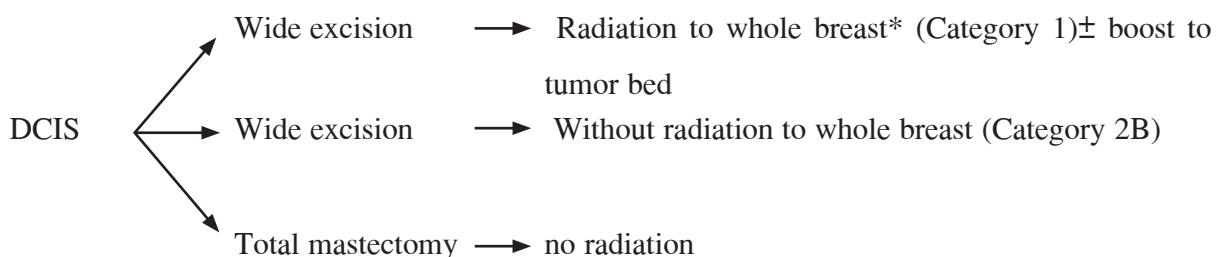 Wide excision Radiation to whole breast* (Category 1)± boost to
tumor bed
DCIS Wide excision Without radiation to whole breast (Category 2B)
Total mastectomy no radiation